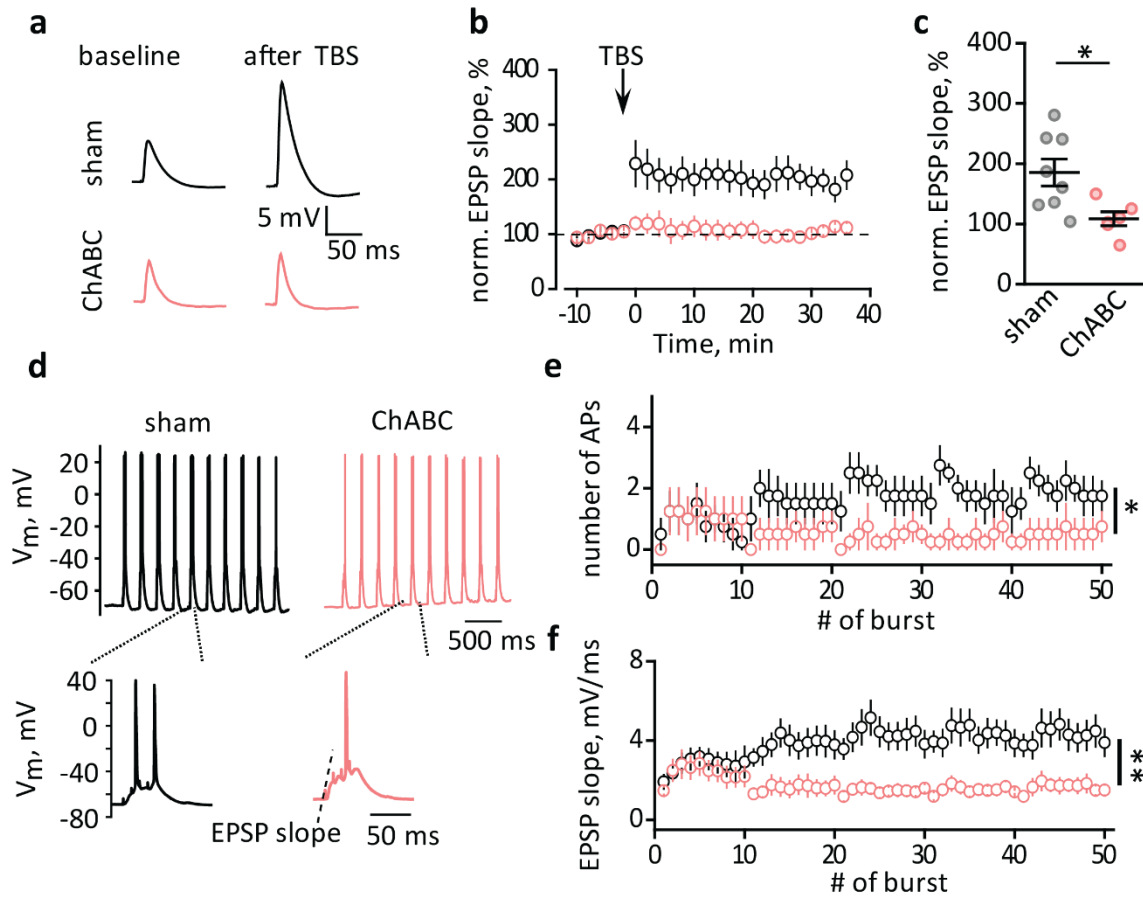 a
baseline
after TBS
sham
5 mV
50 ms
ChABC
b
TBS
norm. EPSP slope, %
400
300
200
100
0
-10 0 10 20 30 40
Time, min
c
norm. EPSP slope, %
400
300
200
100
0
*
sham
ChABC
d
sham
ChABC
Vm, mV
20
0
-20
-40
-60
500 ms
Vm, mV
40
0
-40
-80
EPSP slope
50 ms
e
number of APs
4
2
0
*
0 10 20 30 40 50
# of burst
f
EPSP slope, mV/ms
8
4
0
**
0 10 20 30 40 50
# of burst